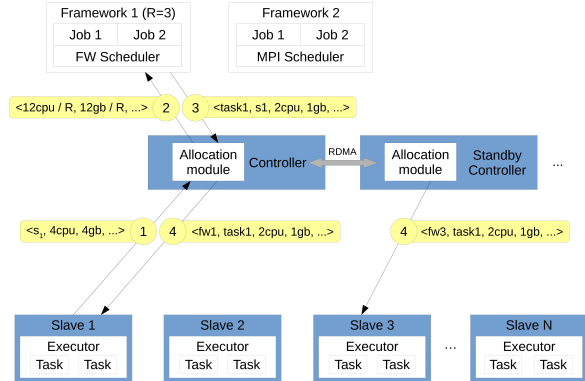 Framework 1 (R=3)
Framework 2
Job 1
Job 2
Job 1
Job 2
FW Scheduler
MPI Scheduler
<12cpu / R, 12gb / R, ...>
2
3
<task1, s1, 2cpu, 1gb, ...>
Allocation
module
Controller
RDMA
Allocation
module
Standby
Controller
...
<s1, 4cpu, 4gb, ...>
1
4
<fw1, task1, 2cpu, 1gb, ...>
4
<fw3, task1, 2cpu, 1gb, ...>
Slave 1
Executor
Task
Task
Slave 2
Executor
Task
Task
Slave 3
Executor
Task
Task
...
Slave N
Executor
Task
Task